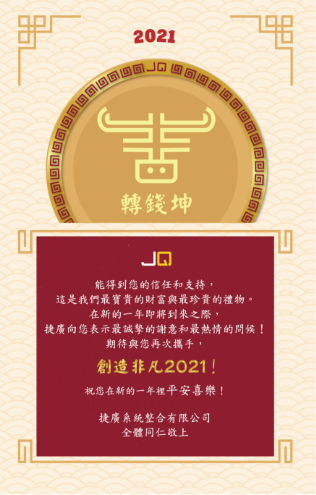 2021
JQ
轉錢坤
JQ
能得到您的信任和支持，
這是我們最寶貴的財富與最珍貴的禮物。
在新的一年即將到來之際，
捷廣向您表示最誠摯的謝意和最熱情的問候！
期待與您再次攜手，
創造非凡2021！
祝您在新的一年裡平安喜樂！
捷廣系統整合有限公司
全體同仁敬上